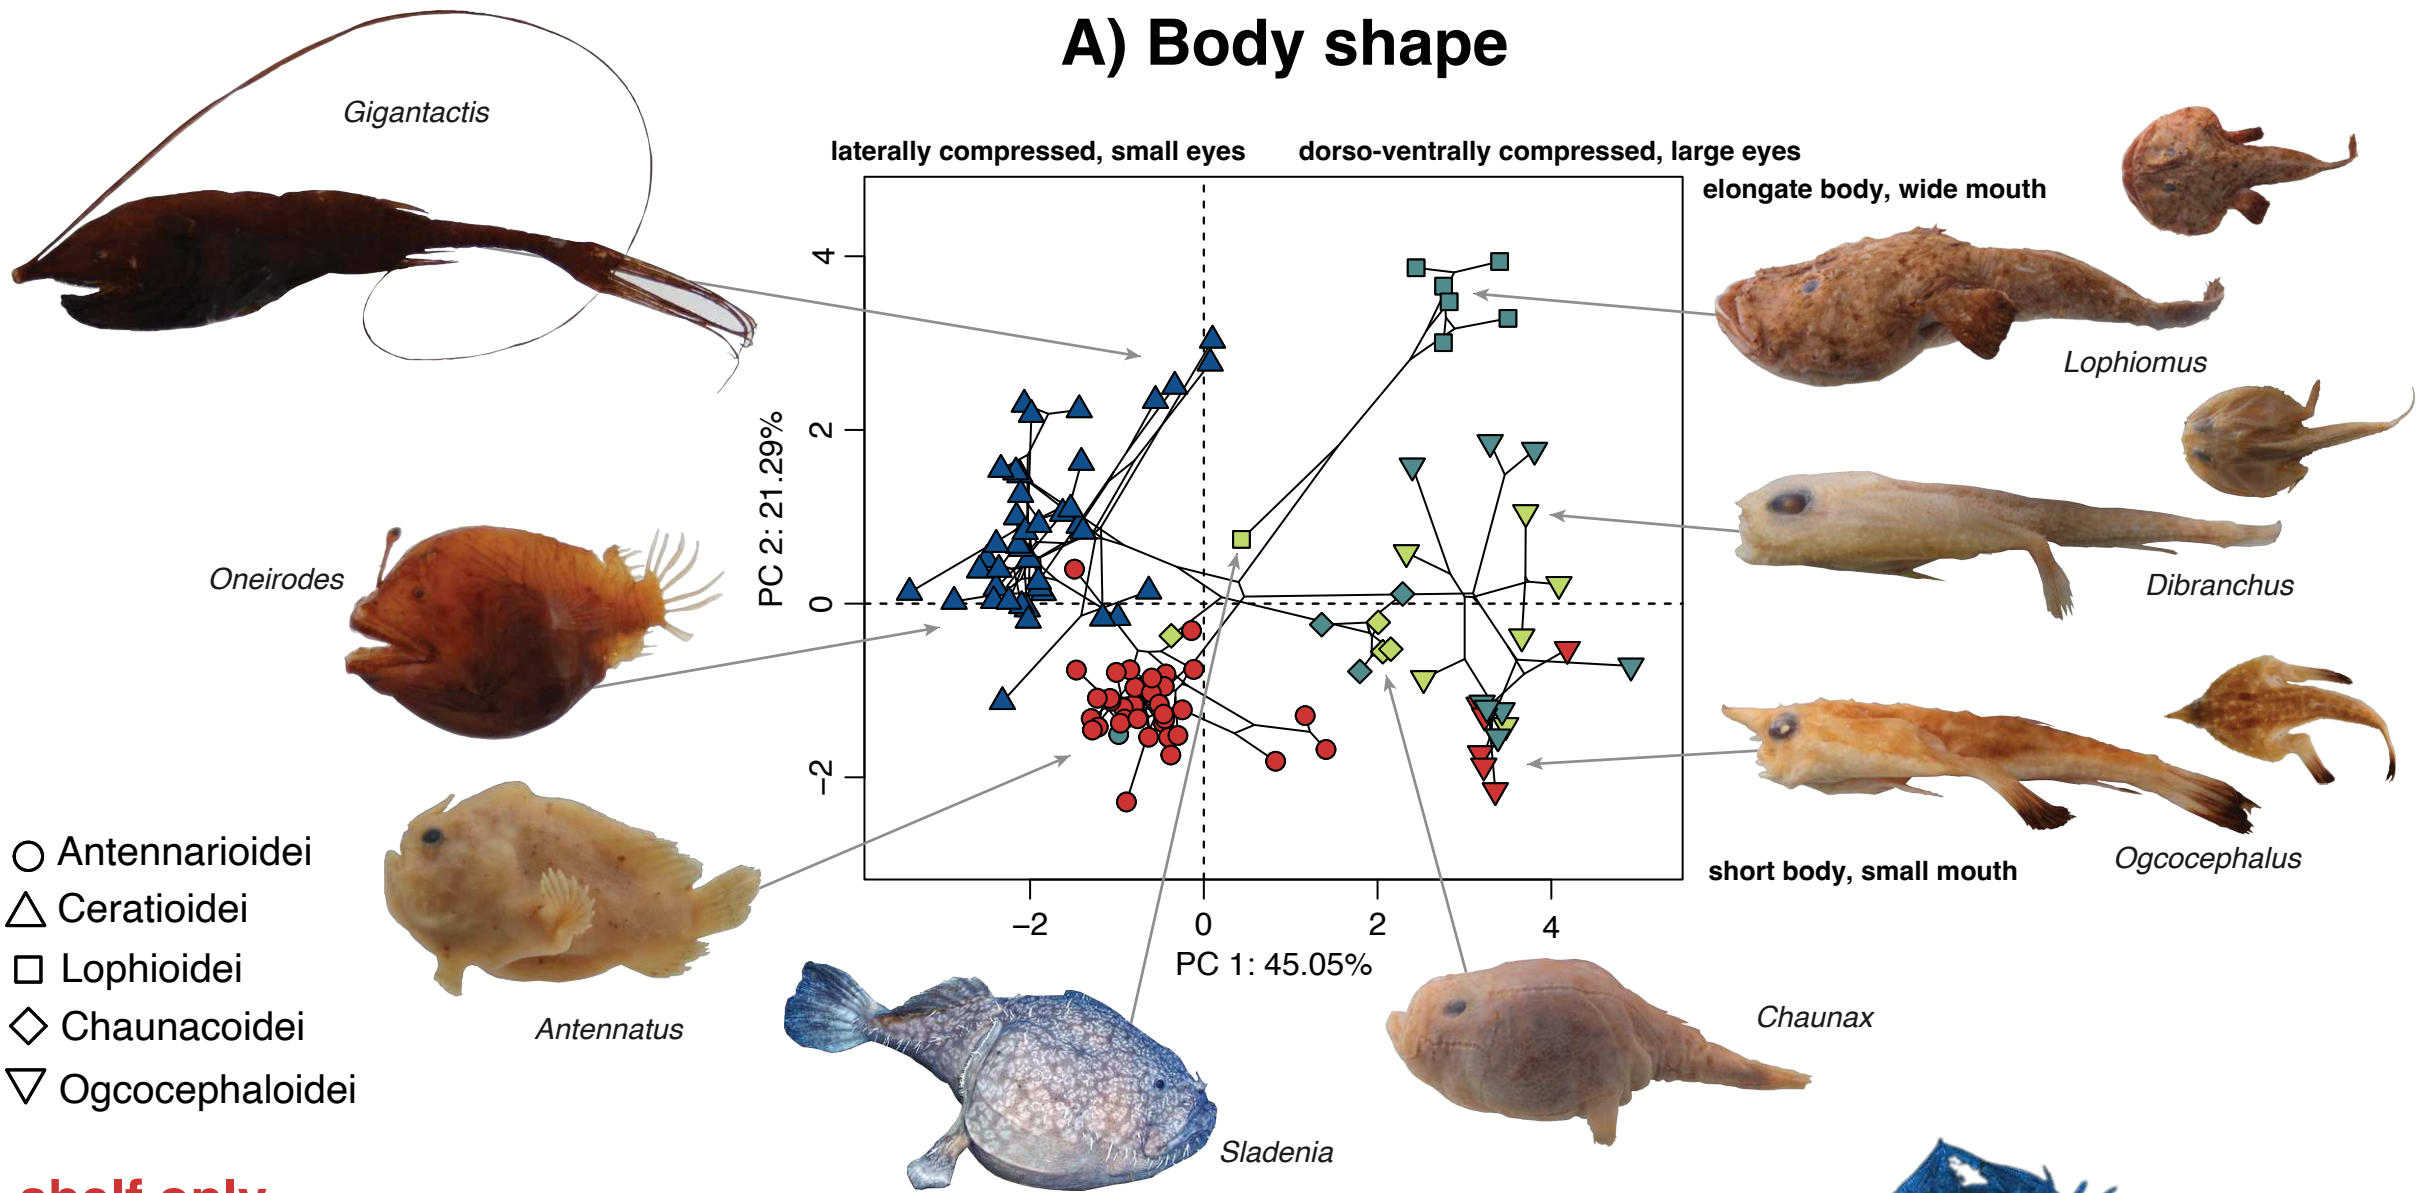 A) Body shape
Gigantactis
laterally compressed, small eyes
dorso-ventrally compressed, large eyes
elongate body, wide mouth
Lophiomus
Oneirodes
Dibranchus
PC 2: 21.29%
4
2
0
−2
Antennarioidei
Ceratioidei
Lophioidei
Chaunacoidei
Ogcocephaloidei
short body, small mouth
Ogcocephalus
−2 0 2 4
PC 1: 45.05%
Antennatus
Chaunax
Sladenia
shelf only